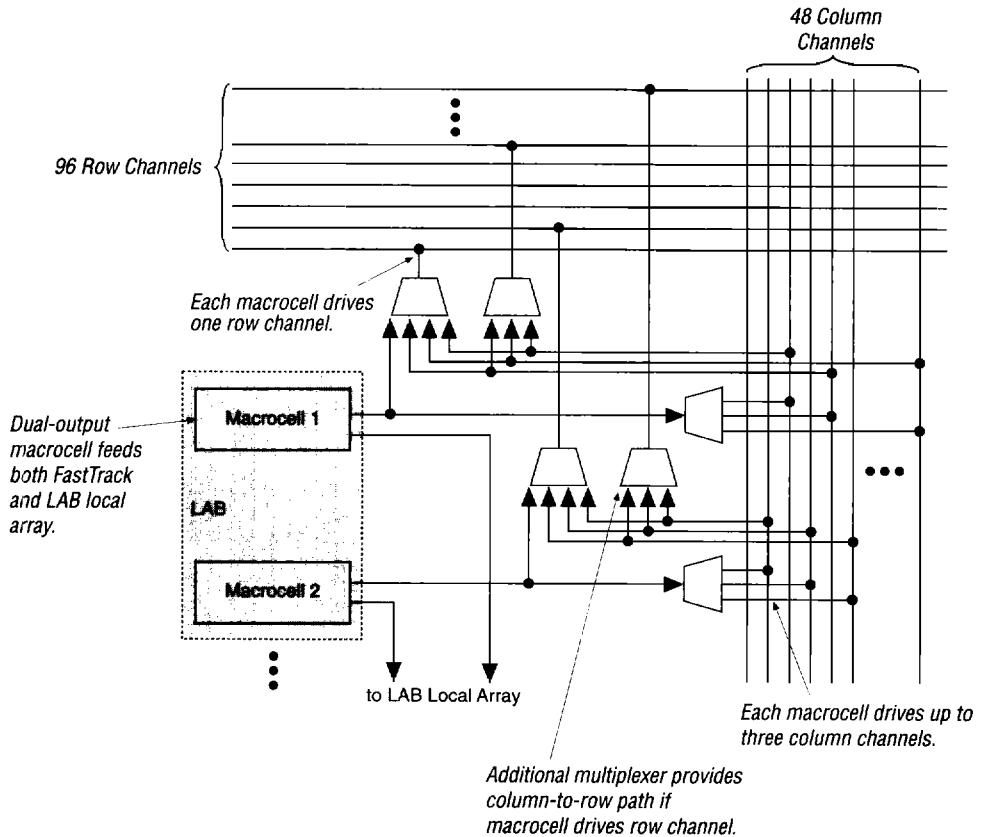 48 Column
Channels
96 Row Channels
Each macrocell drives
one row channel.
Dual-output
macrocell feeds
both FastTrack
and LAB local
array.
Macrocell 1
LAB
Macrocell 2
to LAB Local Array
Each macrocell drives up to
three column channels.
Additional multiplexer provides
column-to-row path if
macrocell drives row channel.